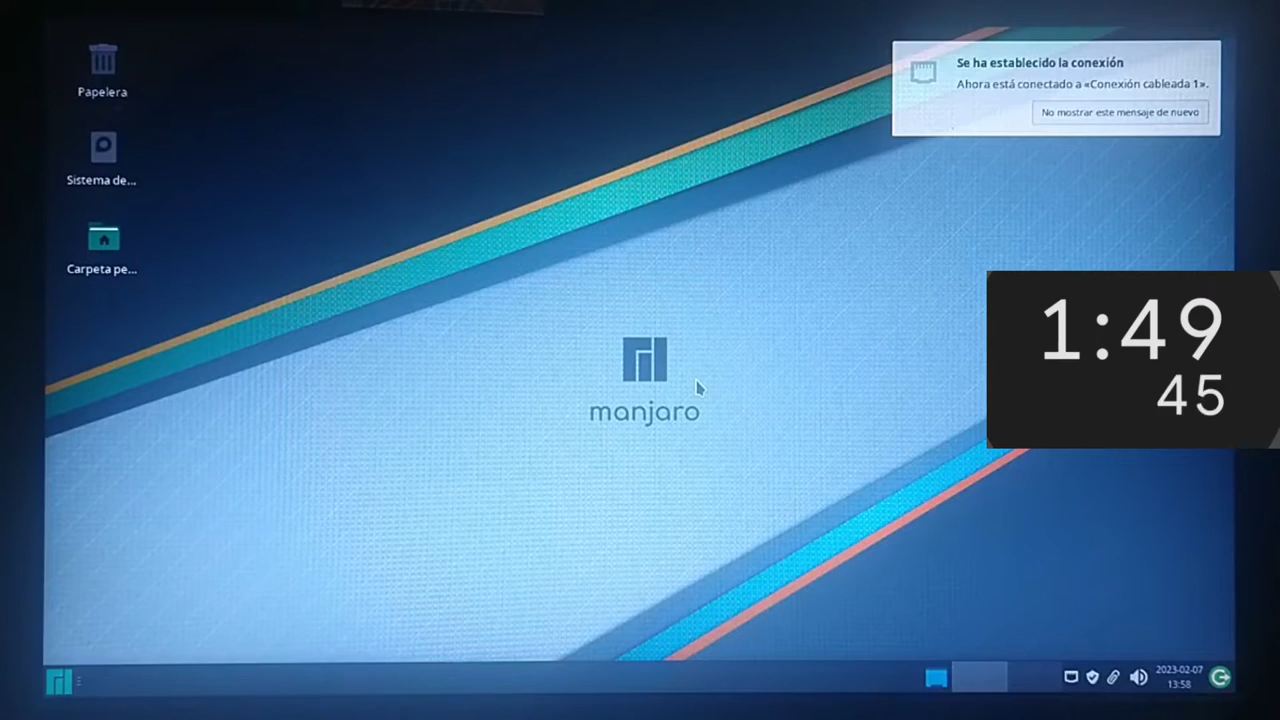 Papelera
Sistema de...
Carpeta pe...
Se ha establecido la conexión
Ahora está conectado a «Conexión cableada 1».
No mostrar este mensaje de nuevo
manjaro
1:49
45
2023-02-07
13:58